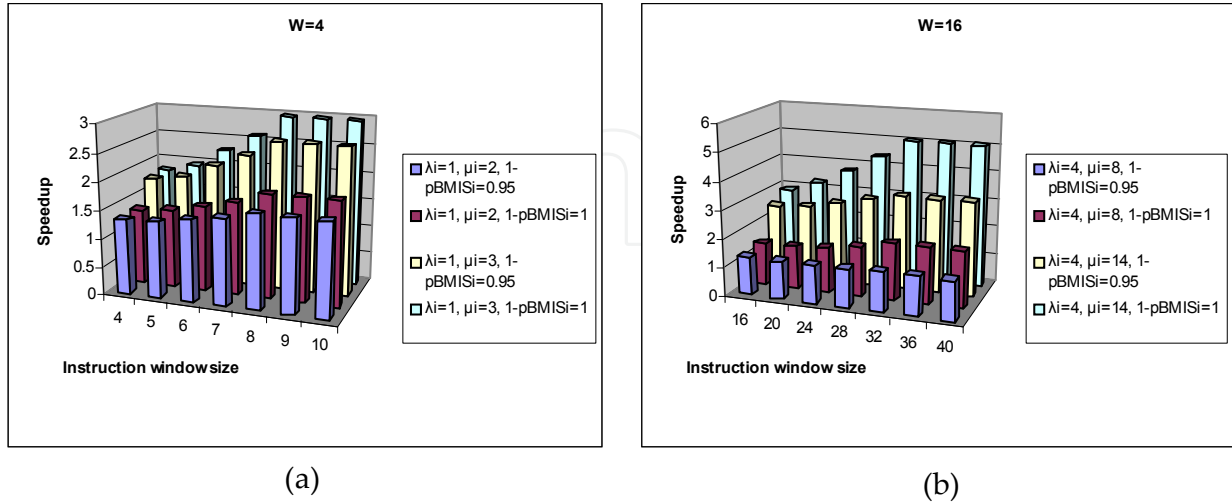 W=4
Speedup
3
2.5
2
1.5
1
0.5
0
4
5
6
7
8
9
10
Instruction window size
λi=1, μi=2, 1-
pBMISi=0.95
λi=1, μi=2, 1-pBMISi=1
λi=1, μi=3, 1-
pBMISi=0.95
λi=1, μi=3, 1-pBMISi=1
(a)
W=16
Speedup
6
5
4
3
2
1
0
16
20
24
28
32
36
40
Instruction window size
λi=4, μi=8, 1-
pBMISi=0.95
λi=4, μi=8, 1-pBMISi=1
λi=4, μi=14, 1-
pBMISi=0.95
λi=4, μi=14, 1-pBMISi=1
(b)